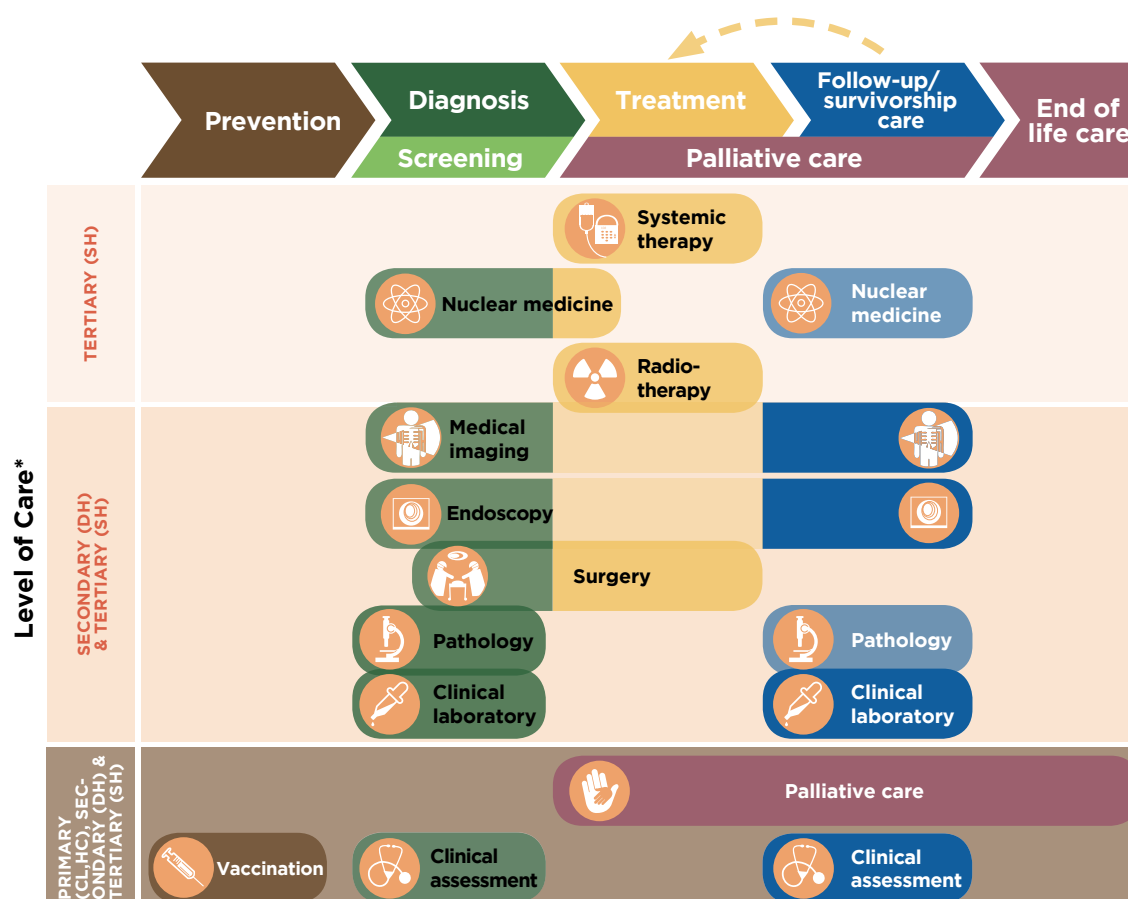 Prevention
Diagnosis
Screening
Treatment
Follow-up/
survivorship
care
Palliative care
End of
life care
Level of Care*
TERTIARY (SH)
Systemic
therapy
Nuclear medicine
Nuclear
medicine
Radio-
therapy
SECONDARY (DH)
& TERTIARY (SH)
Medical
imaging
Endoscopy
Surgery
Pathology
Pathology
Clinical
laboratory
Clinical
laboratory
PRIMARY
(CL,HC), SEC-
ONDARY (DH) &
TERTIARY (SH)
Palliative care
Vaccination
Clinical
assessment
Clinical
assessment